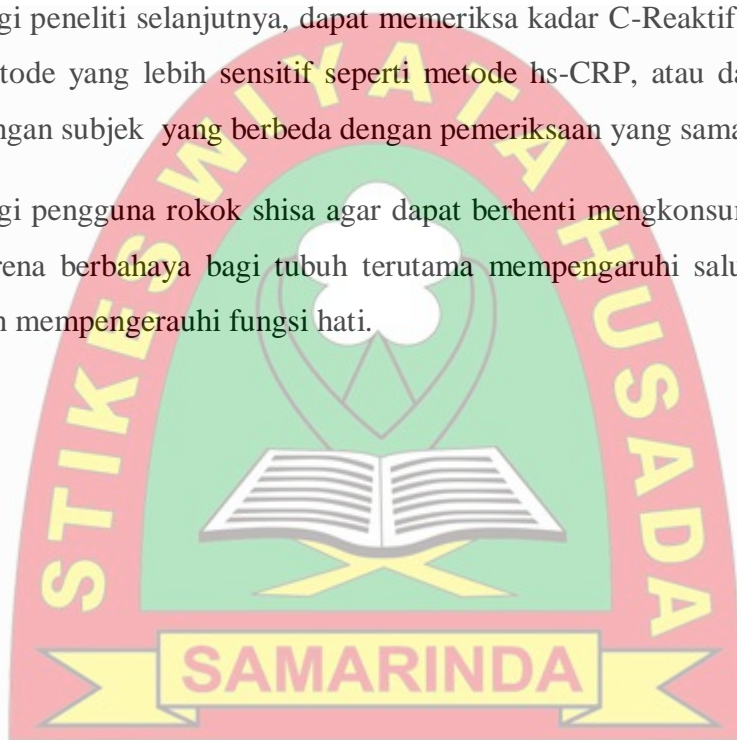 gi peneliti selanjutnya, dapat memeriksa kadar C-Reaktif
tode yang lebih sensitif seperti metode hs-CRP, atau da
ngan subjek yang berbeda dengan pemeriksaan yang sama
gi pengguna rokok shisa agar dapat berhenti mengkonsu
rena berbahaya bagi tubuh terutama mempengaruhi salu
n mempengerauhi fungsi hati.
STIKES WIYATA HUSADA
SAMARINDA